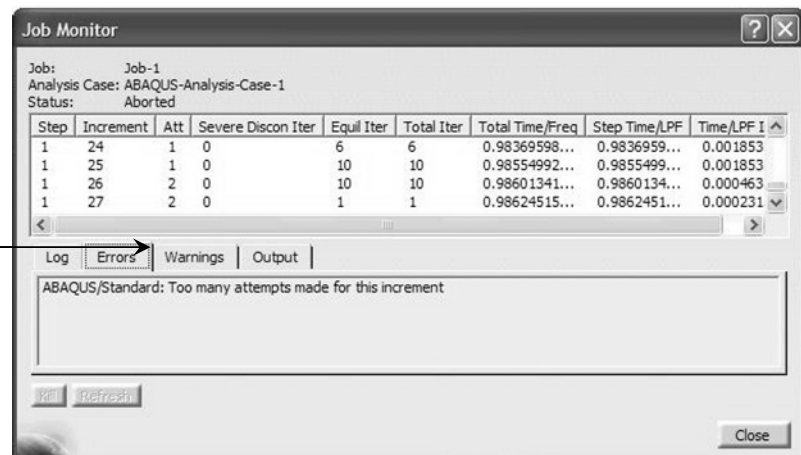 Job Monitor
Job: Job-1
Analysis Case: ABAQUS-Analysis-Case-1
Status: Aborted
Step Increment Att Severe Discon Iter Equil Iter Total Iter Total Time/Freq Step Time/LPF Time/LPF I
1 24 1 0 6 6 0.98369598... 0.9836959... 0.001853
1 25 1 0 10 10 0.98554992... 0.9855499... 0.001853
1 26 2 0 10 10 0.98601341... 0.9860134... 0.000463
1 27 2 0 1 1 0.98624515... 0.9862451... 0.000231
Log Errors Warnings Output
ABAQUS/Standard: Too many attempts made for this increment
Kill Refresh
Close